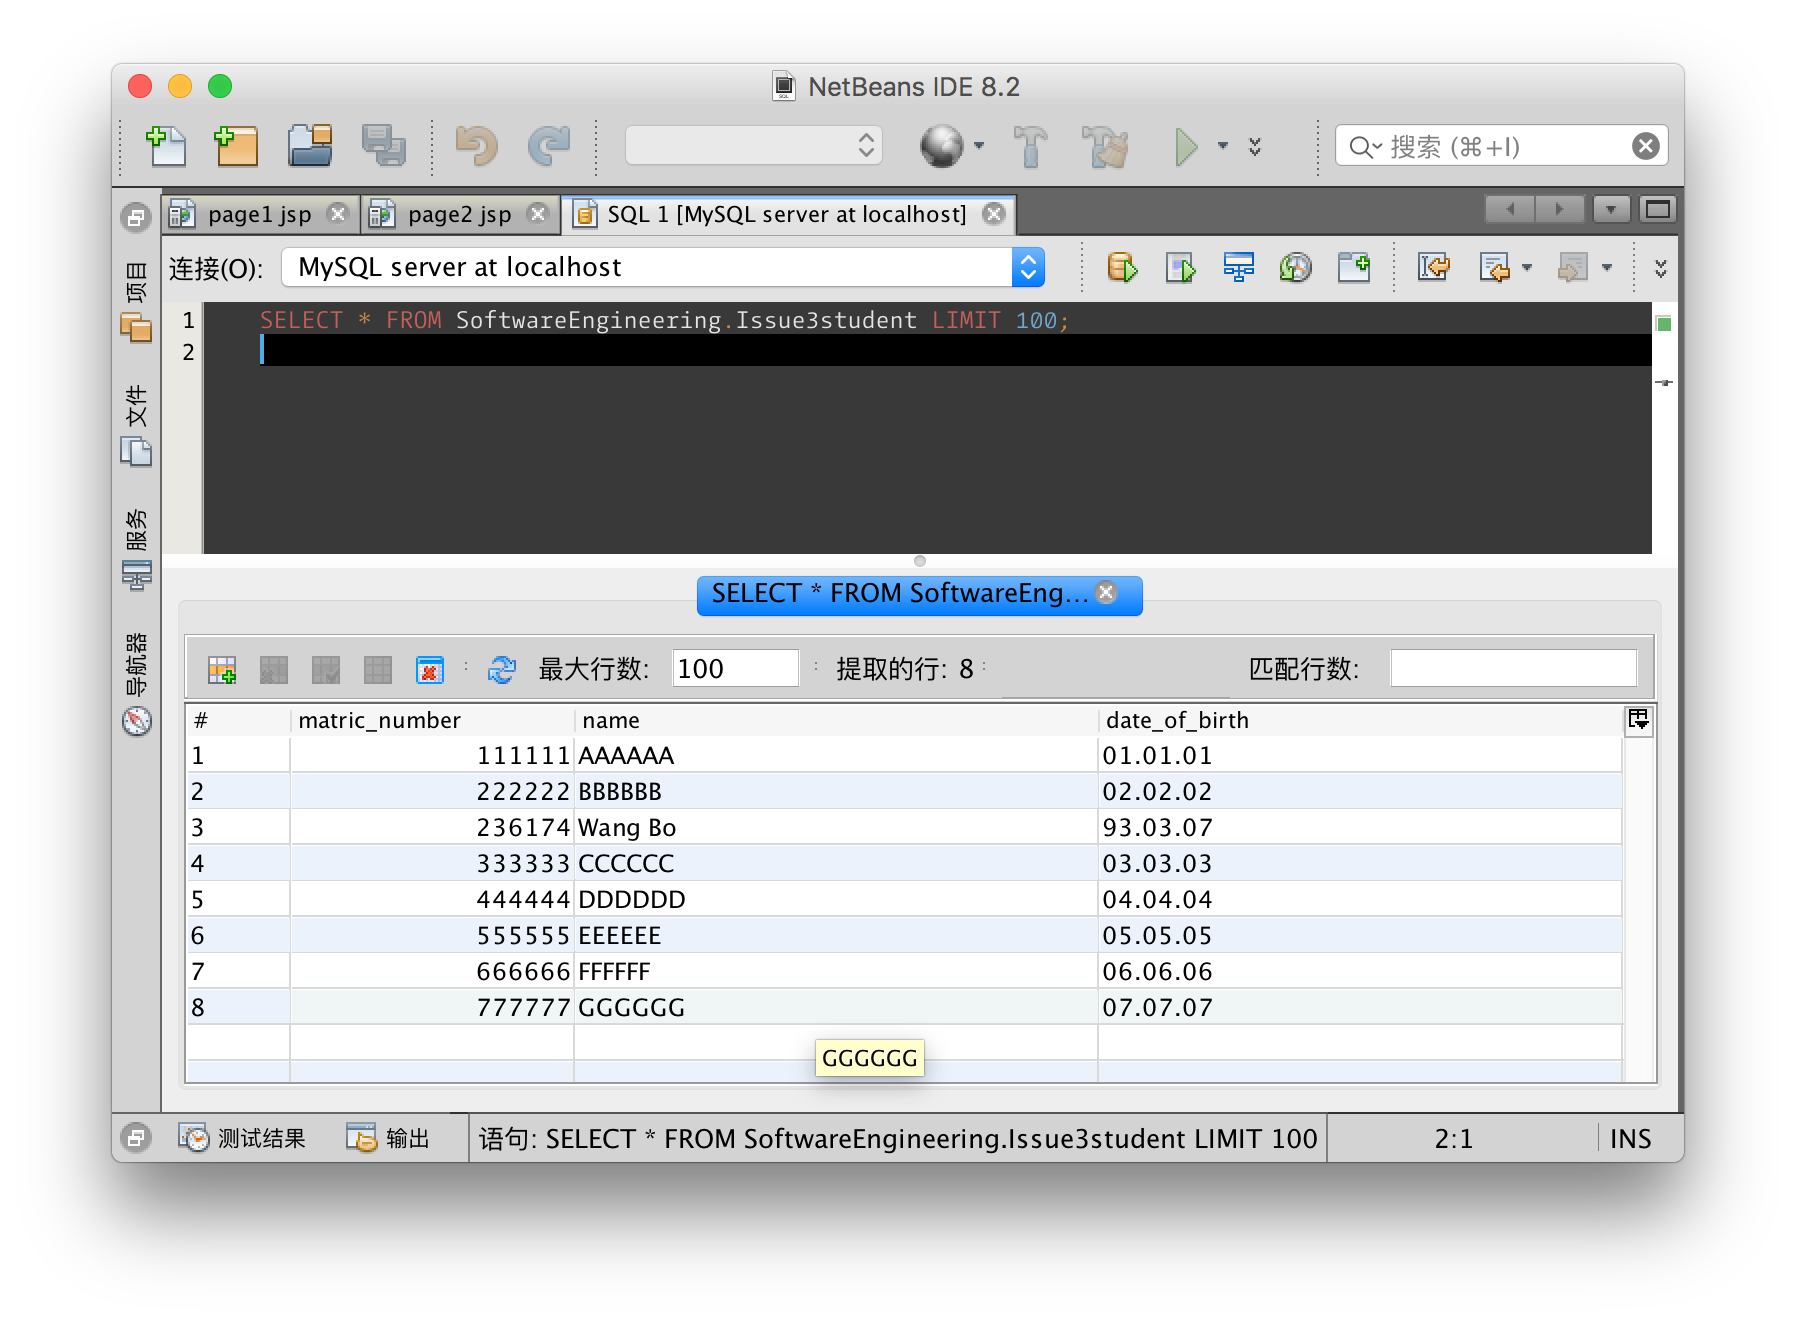 NetBeans IDE 8.2
搜索 (⌘+I)
page1 jsp
page2 jsp
SQL 1 [MySQL server at localhost]
连接(O): MySQL server at localhost
项目
文件
服务
导航器
1 SELECT * FROM SoftwareEngineering.Issue3student LIMIT 100;
2
SELECT * FROM SoftwareEng...
最大行数: 100 提取的行: 8 匹配行数:
# matric_number name date_of_birth
1 111111 AAAAAA 01.01.01
2 222222 BBBBBB 02.02.02
3 236174 Wang Bo 93.03.07
4 333333 CCCCCC 03.03.03
5 444444 DDDDDD 04.04.04
6 555555 EEEEEE 05.05.05
7 666666 FFFFFF 06.06.06
8 777777 GGGGGG 07.07.07
GGGGGG
测试结果 输出 语句: SELECT * FROM SoftwareEngineering.Issue3student LIMIT 100 2:1 INS